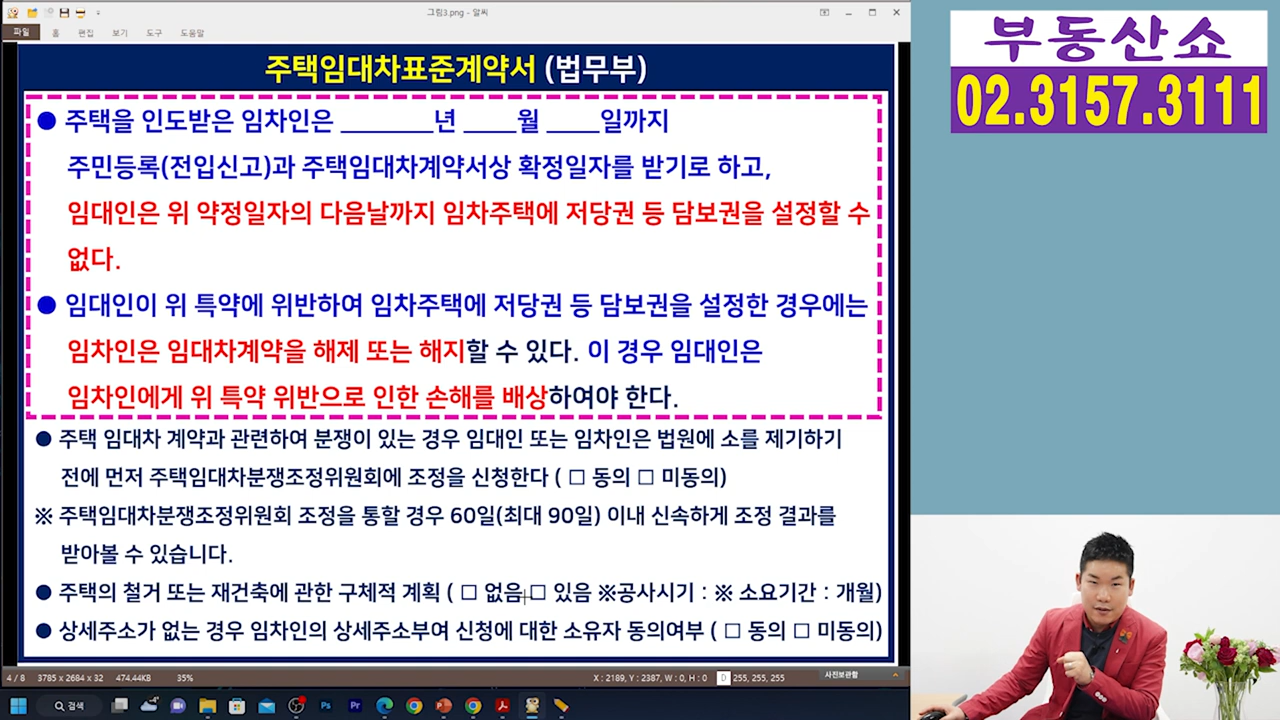 그림3.png - 알씨
파일 홈 편집 보기 도구 도움말
주택임대차표준계약서 (법무부)
● 주택을 인도받은 임차인은 _______년 ____월 ____일까지
주민등록(전입신고)과 주택임대차계약서상 확정일자를 받기로 하고,
임대인은 위 약정일자의 다음날까지 임차주택에 저당권 등 담보권을 설정할 수
없다.
● 임대인이 위 특약에 위반하여 임차주택에 저당권 등 담보권을 설정한 경우에는
임차인은 임대차계약을 해제 또는 해지할 수 있다. 이 경우 임대인은
임차인에게 위 특약 위반으로 인한 손해를 배상하여야 한다.
● 주택 임대차 계약과 관련하여 분쟁이 있는 경우 임대인 또는 임차인은 법원에 소를 제기하기
전에 먼저 주택임대차분쟁조정위원회에 조정을 신청한다 ( □ 동의 □ 미동의)
※ 주택임대차분쟁조정위원회 조정을 통할 경우 60일(최대 90일) 이내 신속하게 조정 결과를
받아볼 수 있습니다.
● 주택의 철거 또는 재건축에 관한 구체적 계획 ( □ 없음 □ 있음 ※공사시기 : ※ 소요기간 : 개월)
● 상세주소가 없는 경우 임차인의 상세주소부여 신청에 대한 소유자 동의여부 ( □ 동의 □ 미동의)
4 / 8 3785 x 2684 x 32 474.44KB 35% X : 2189, Y : 2387, W : 0, H : 0 D 255, 255, 255 사진보관함
검색
부동산쇼
02.3157.3111